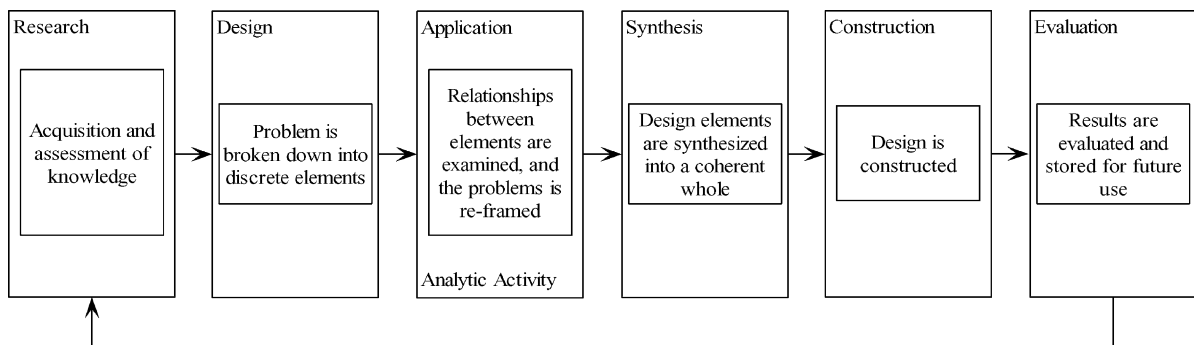 Research
Acquisition and
assessment of
knowledge
Design
Problem is
broken down into
discrete elements
Application
Relationships
between
elements are
examined, and
the problems is
re-framed
Analytic Activity
Synthesis
Design elements
are synthesized
into a coherent
whole
Construction
Design is
constructed
Evaluation
Results are
evaluated and
stored for future
use